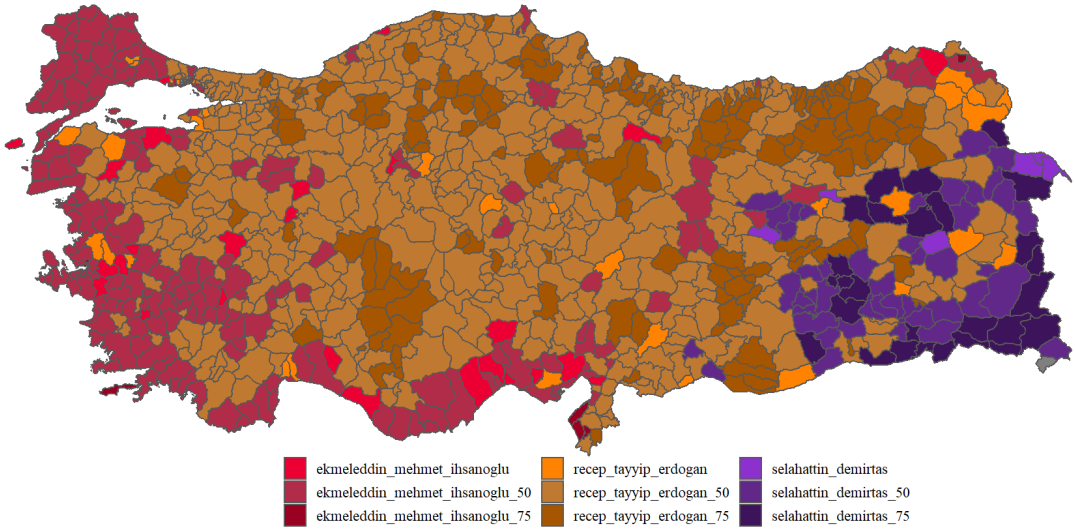 ekmeleddin_mehmet_ihsanoglu recep_tayyip_erdogan selahattin_demirtas
ekmeleddin_mehmet_ihsanoglu_50 recep_tayyip_erdogan_50 selahattin_demirtas_50
ekmeleddin_mehmet_ihsanoglu_75 recep_tayyip_erdogan_75 selahattin_demirtas_75